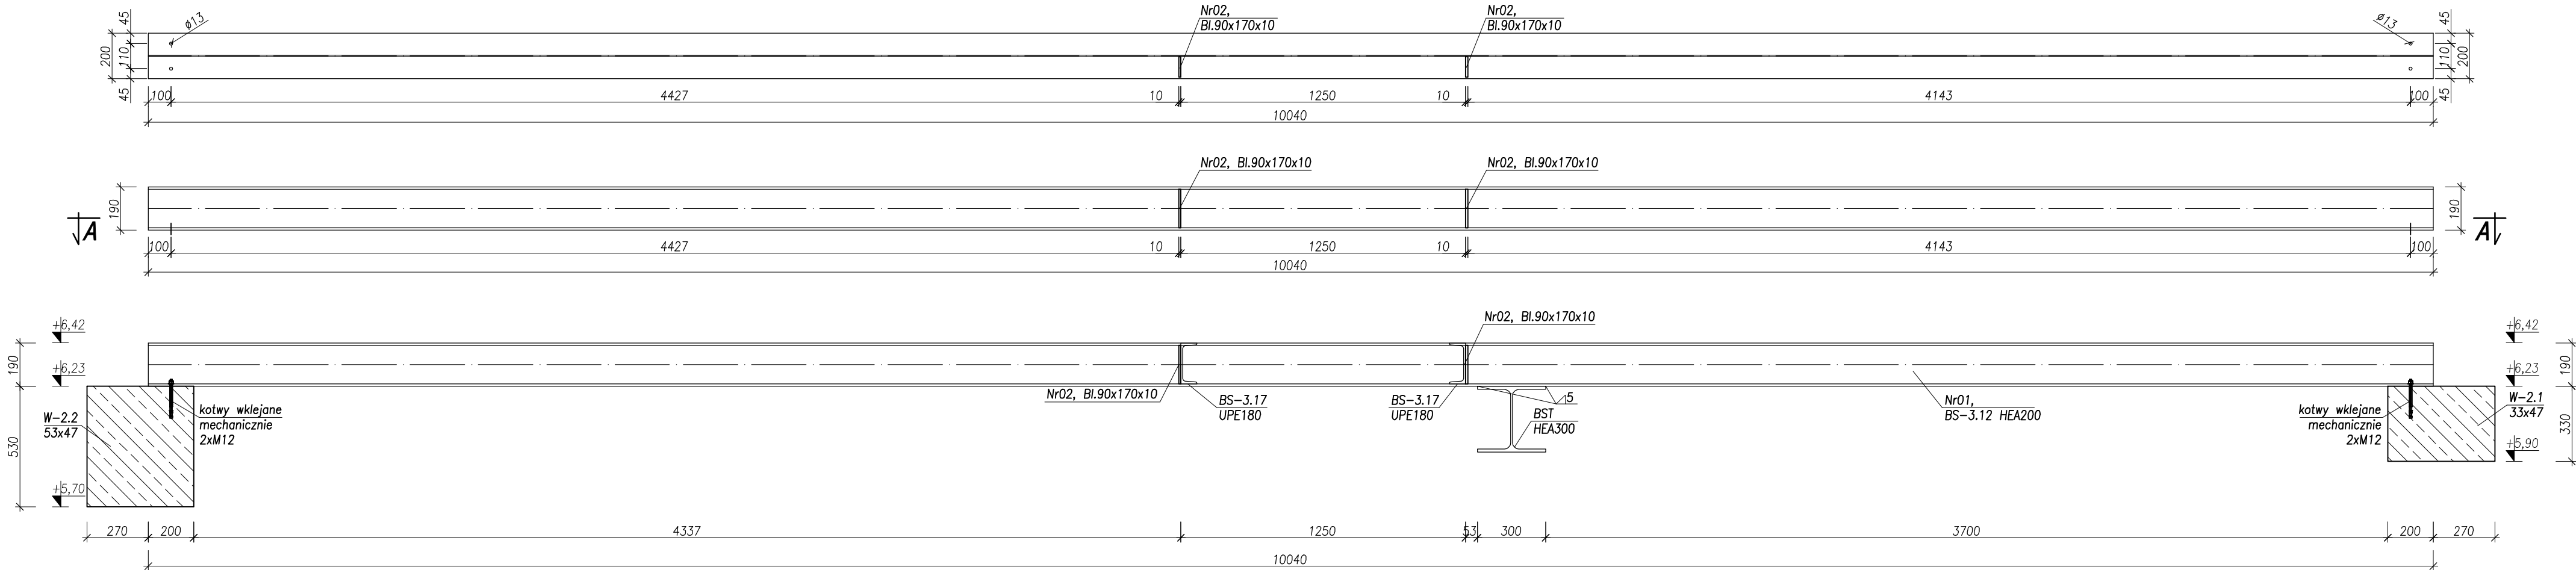 45
110
200
45
ø13
Nr02,
Bl.90x170x10
Nr02,
Bl.90x170x10
ø13
45
110
200
45
100
4427
10
1250
10
4143
100
10040
Nr02, Bl.90x170x10
Nr02, Bl.90x170x10
190
190
A
A
100
4427
10
1250
10
4143
100
10040
Nr02, Bl.90x170x10
+6,42
+6,42
190
190
+6,23
+6,23
Nr02, Bl.90x170x10
W-2.2
53x47
kotwy wklejane
mechanicznie
2xM12
BS-3.17
UPE180
BS-3.17
UPE180
5
BST
HEA300
Nr01,
BS-3.12 HEA200
kotwy wklejane
mechanicznie
2xM12
W-2.1
33x47
530
330
+5,90
+5,70
270
200
4337
1250
53
300
3700
200
270
10040